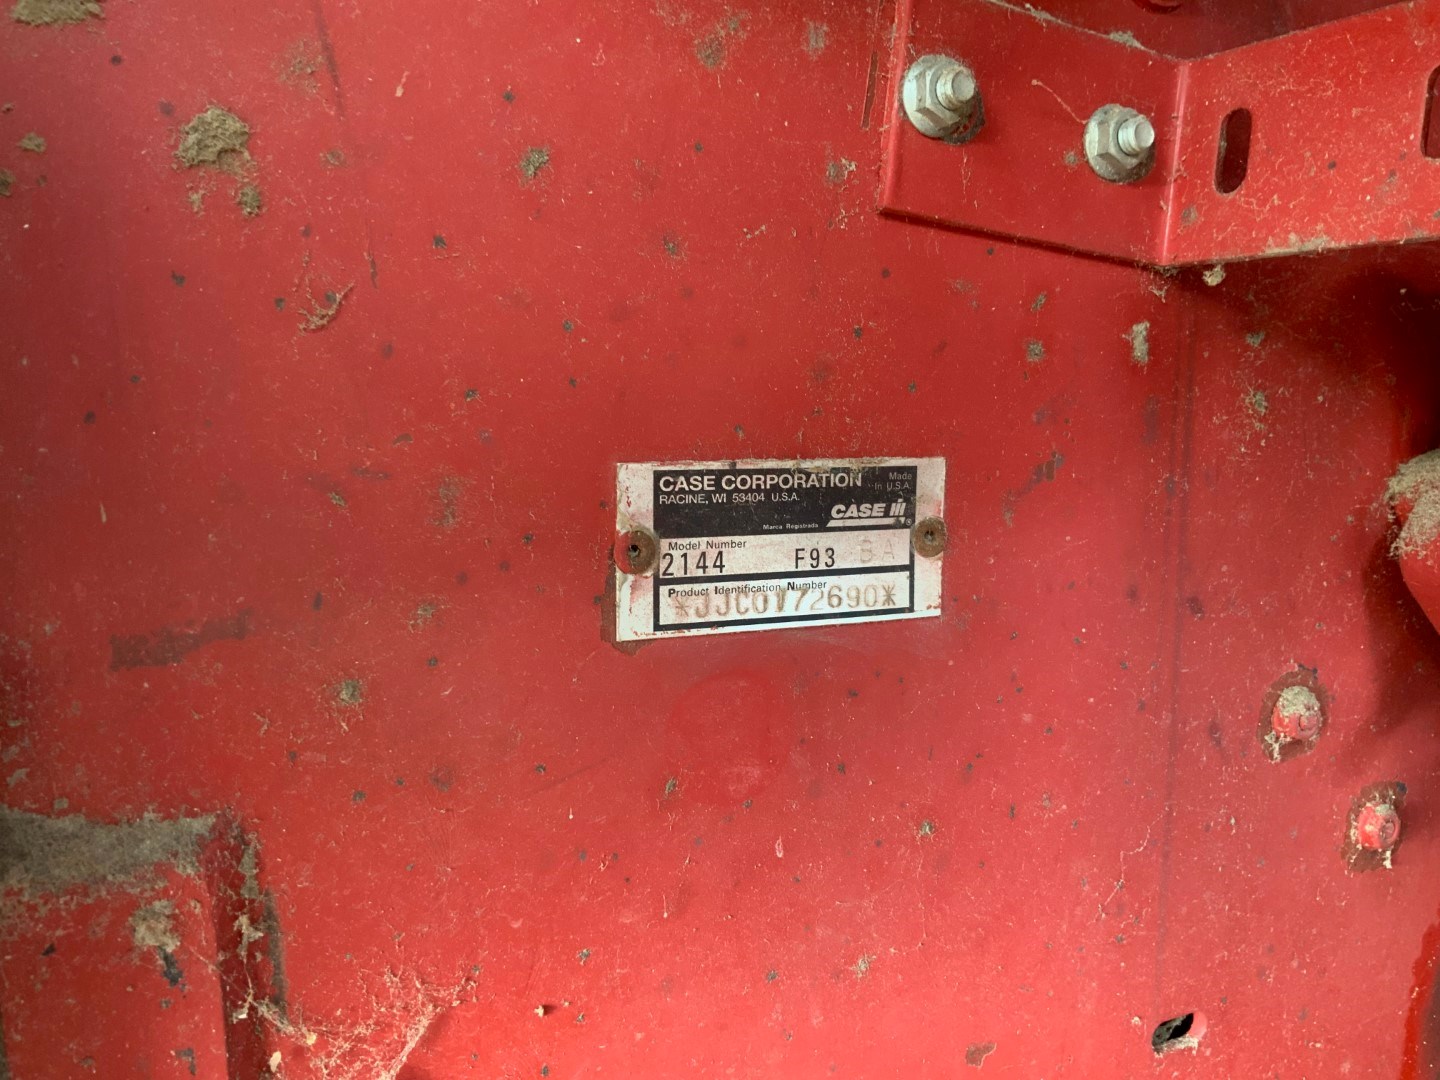 CASE CORPORATION
Made
In U.S.A.
RACINE, WI 53404 U.S.A.
CASE IH
Marca Registrada
®
Model Number
2144 F93 BA
Product Identification Number
*JJC0172690*